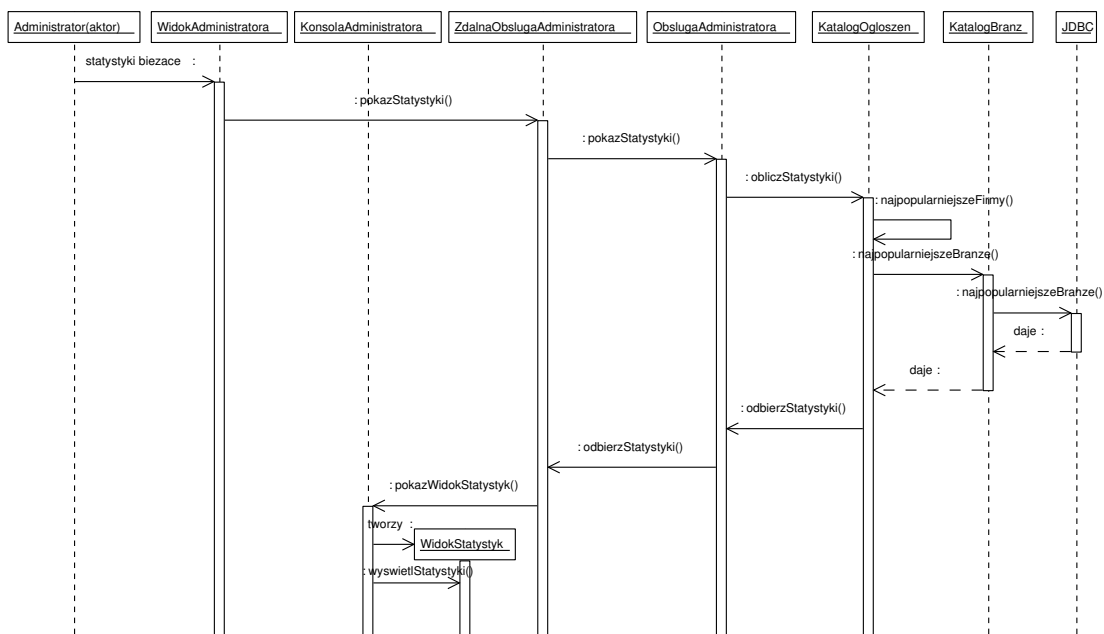 Administrator(aktor)
WidokAdministratora
KonsolaAdministratora
ZdalnaObslugaAdministratora
ObslugaAdministratora
KatalogOgloszen
KatalogBranz
JDBC
statystyki biezace :
: pokazStatystyki()
: pokazStatystyki()
: obliczStatystyki()
: najpopularniejszeFirmy()
: najpopularniejszeBranze()
: najpopularniejszeBranze()
daje :
daje :
: odbierzStatystyki()
: odbierzStatystyki()
: pokazWidokStatystyk()
tworzy :
WidokStatystyk
: wyswietlStatystyki()